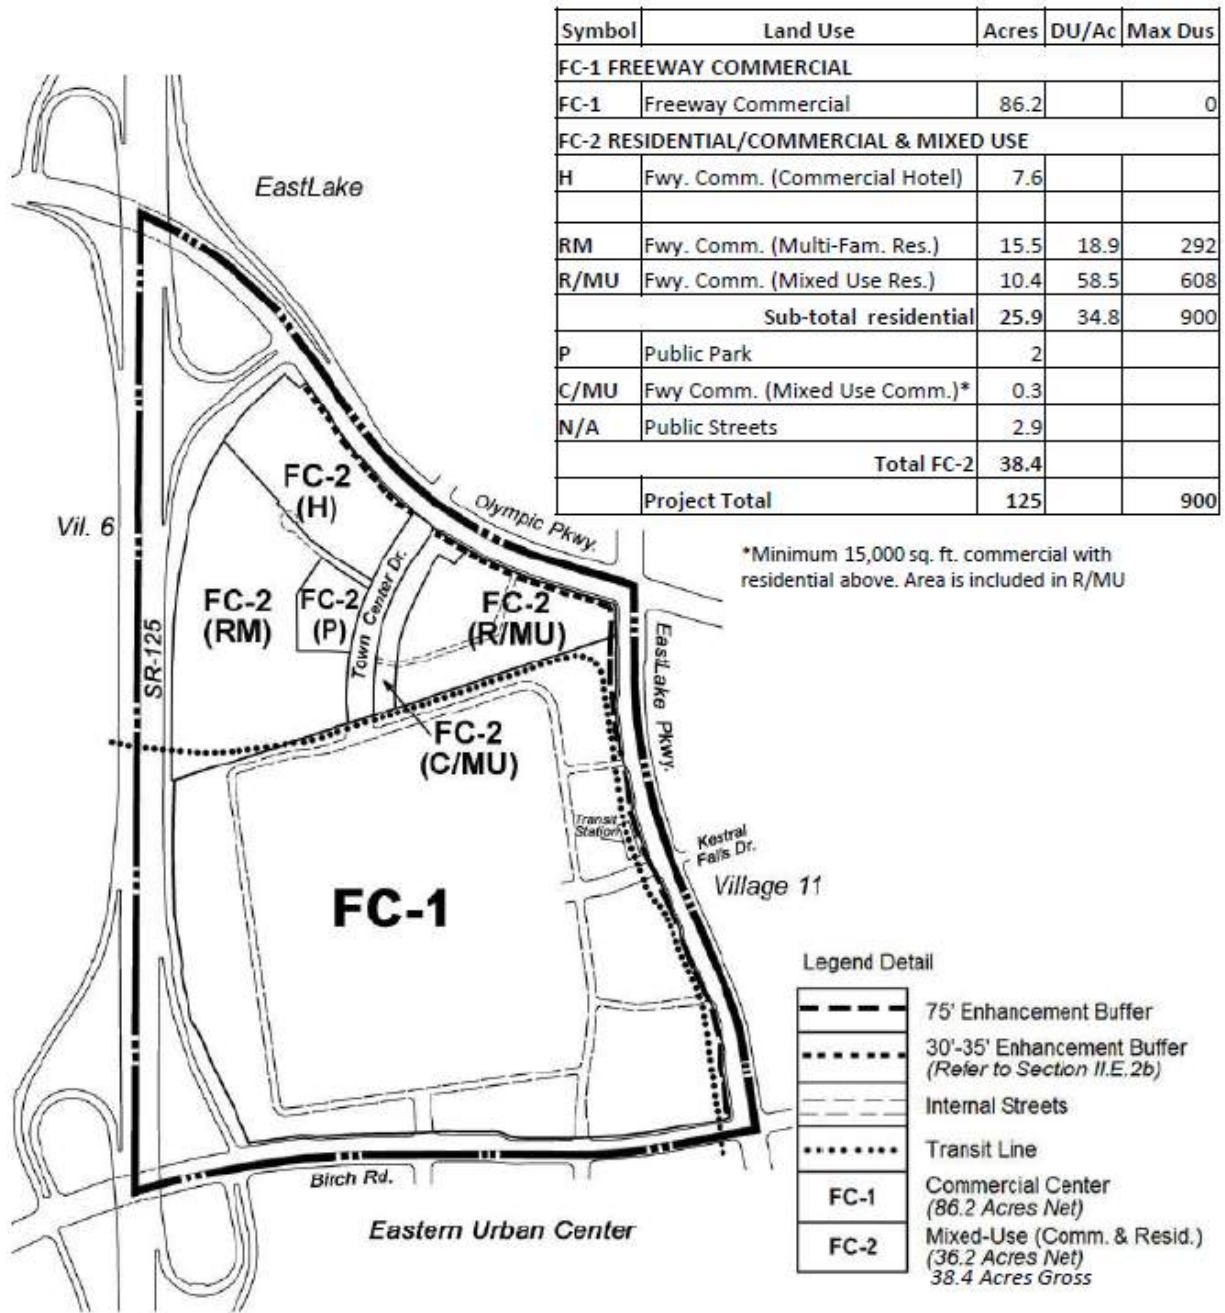 Symbol Land Use Acres DU/Ac Max Dus
FC-1 FREEWAY COMMERCIAL
FC-1 Freeway Commercial 86.2 0
FC-2 RESIDENTIAL/COMMERCIAL & MIXED USE
H Fwy. Comm. (Commercial Hotel) 7.6
RM Fwy. Comm. (Multi-Fam. Res.) 15.5 18.9 292
R/MU Fwy. Comm. (Mixed Use Res.) 10.4 58.5 608
Sub-total residential 25.9 34.8 900
P Public Park 2
C/MU Fwy Comm. (Mixed Use Comm.)* 0.3
N/A Public Streets 2.9
Total FC-2 38.4
Project Total 125 900
*Minimum 15,000 sq. ft. commercial with
residential above. Area is included in R/MU
EastLake
Olympic Pkwy.
Vil. 6
SR-125
FC-2
(H)
FC-2
(RM)
FC-2
(P)
Town Center Dr.
FC-2
(R/MU)
EastLake Pkwy.
FC-2
(C/MU)
Transit
Station
Kestral
Falls Dr.
Village 11
FC-1
Birch Rd.
Eastern Urban Center
Legend Detail
75' Enhancement Buffer
30'-35' Enhancement Buffer
(Refer to Section II.E.2b)
Internal Streets
Transit Line
FC-1 Commercial Center
(86.2 Acres Net)
FC-2 Mixed-Use (Comm. & Resid.)
(36.2 Acres Net)
38.4 Acres Gross